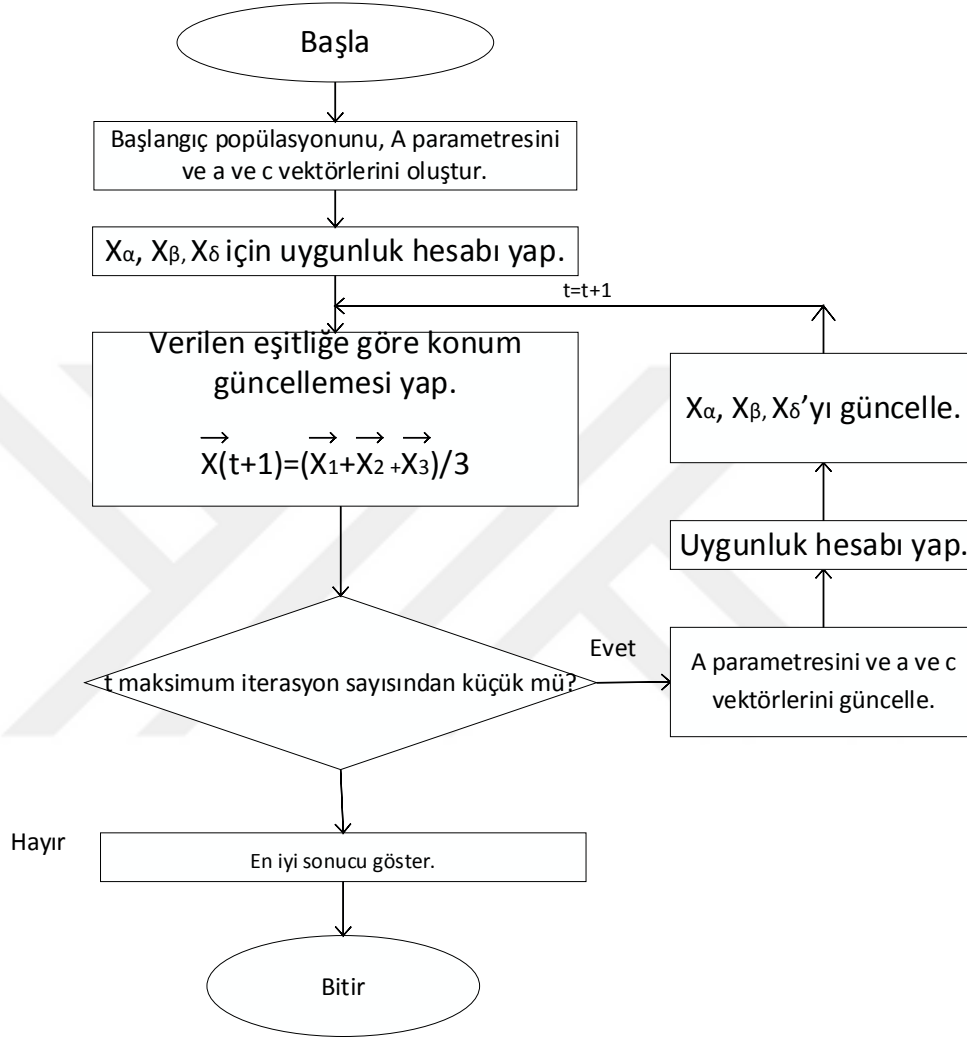 Başla
Başlangıç popülasyonunu, A parametresini
ve a ve c vektörlerini oluştur.
Xα, Xβ, Xδ için uygunluk hesabı yap.
t=t+1
Verilen eşitliğe göre konum
güncellemesi yap.
X(t+1)=(X1+X2+X3)/3
Xα, Xβ, Xδ’yı güncelle.
Uygunluk hesabı yap.
Evet
A parametresini ve a ve c
vektörlerini güncelle.
t maksimum iterasyon sayısından küçük mü?
Hayır
En iyi sonucu göster.
Bitir